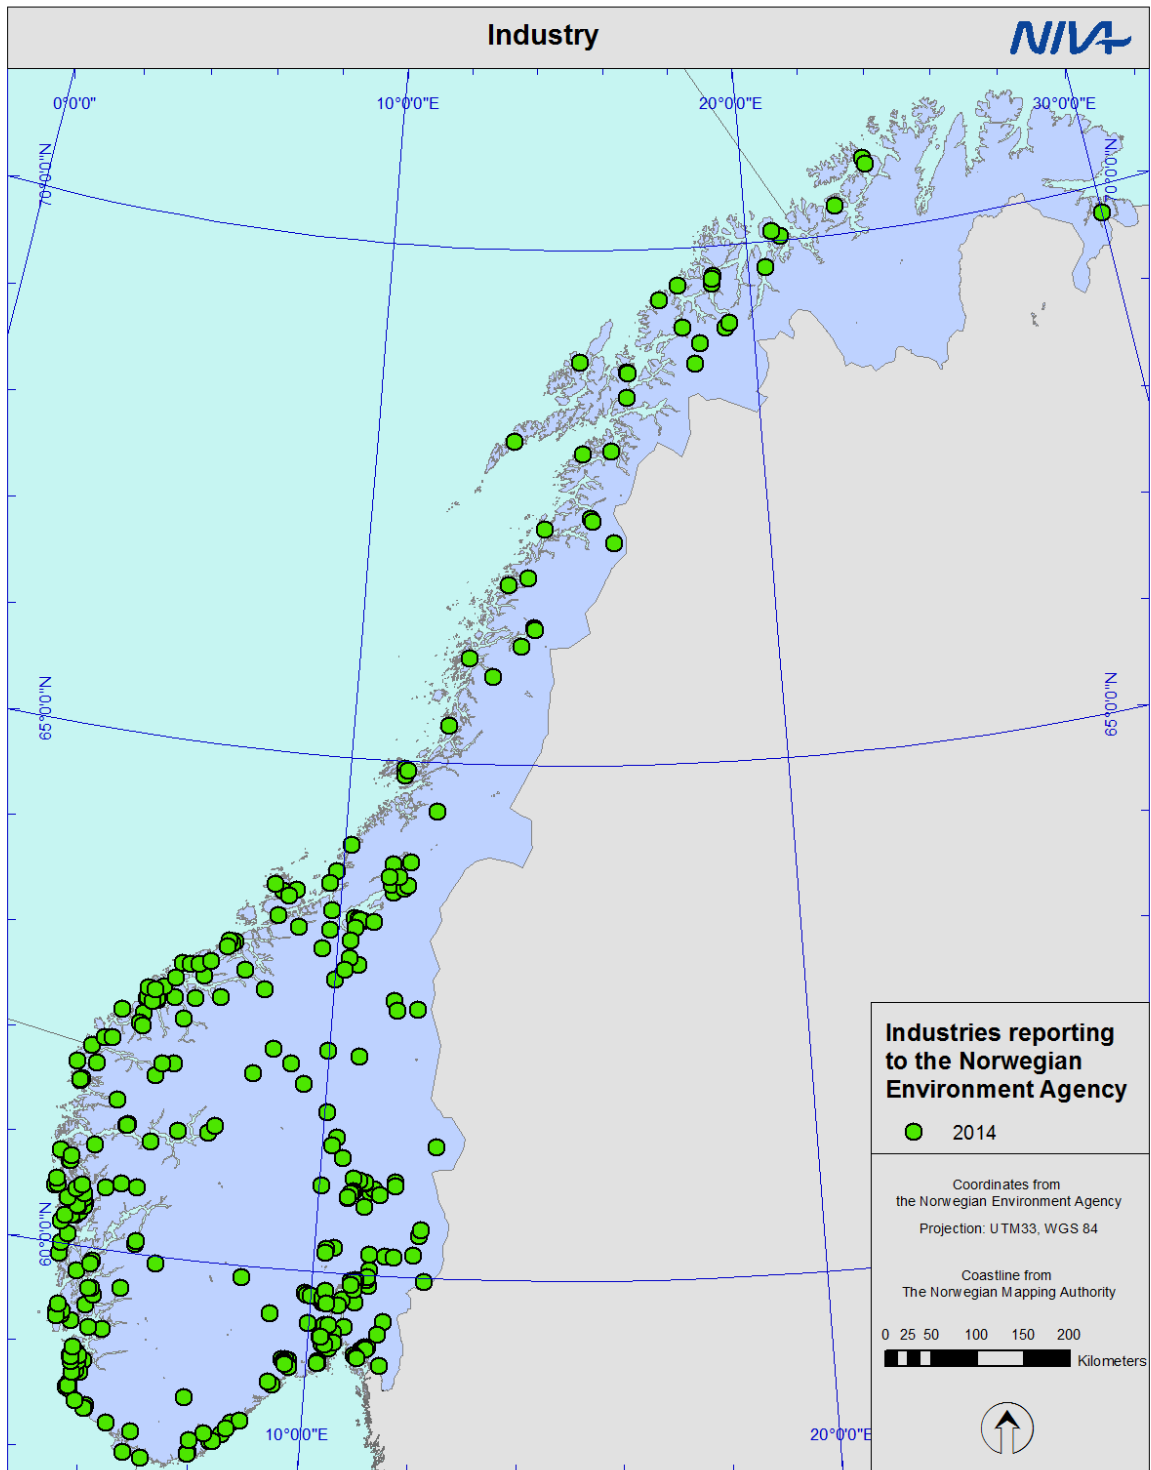 Industry
NIVA
0°0'0"
10°0'0"E
20°0'0"E
30°0'0"E
70°0'0"N
70°0'0"N
65°0'0"N
65°0'0"N
60°0'0"N
10°0'0"E
20°0'0"E
Industries reporting
to the Norwegian
Environment Agency
2014
Coordinates from
the Norwegian Environment Agency
Projection: UTM33, WGS 84
Coastline from
The Norwegian Mapping Authority
0 25 50 100 150 200
Kilometers